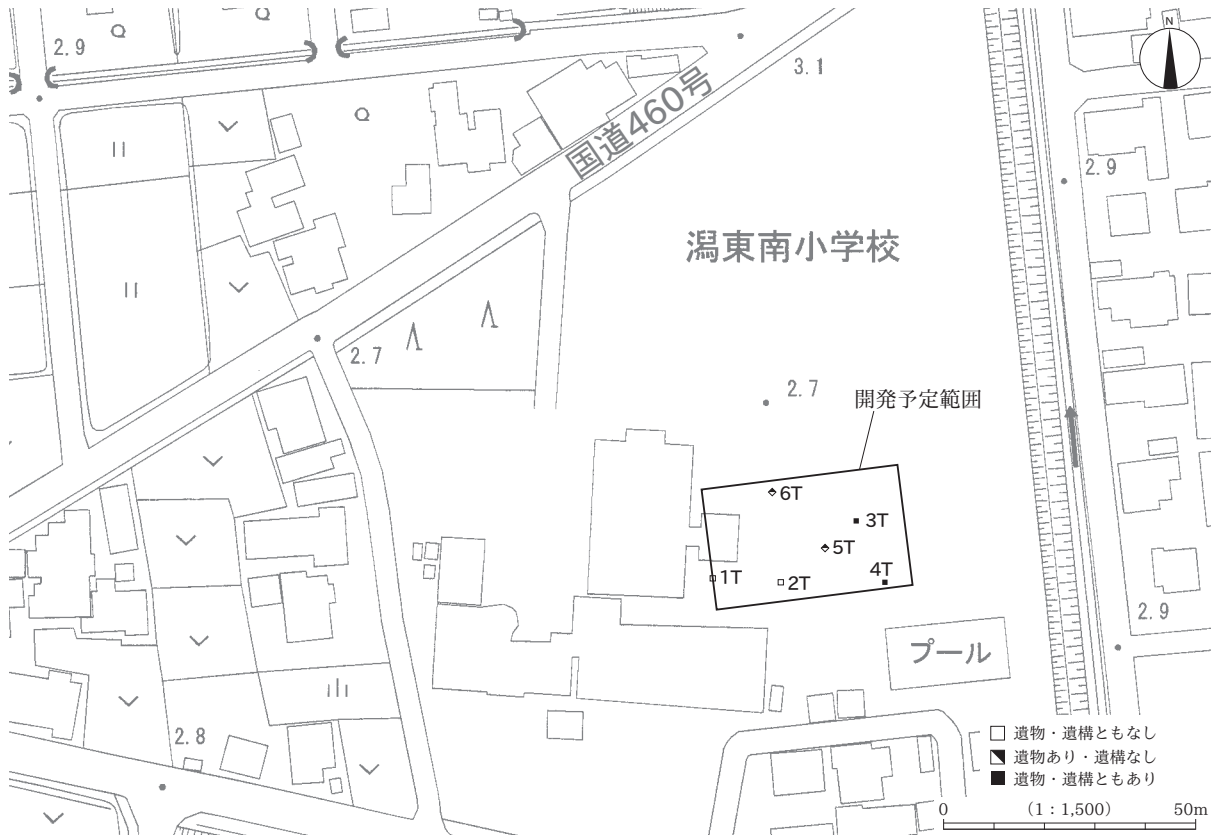 N
2.9
3.1
国道460号
2.9
潟東南小学校
2.7
2.7
開発予定範囲
6T
3T
5T
1T
2T
4T
2.9
プール
2.8
□ 遺物・遺構ともなし
遺物あり・遺構なし
■ 遺物・遺構ともあり
0 (1：1,500) 50m